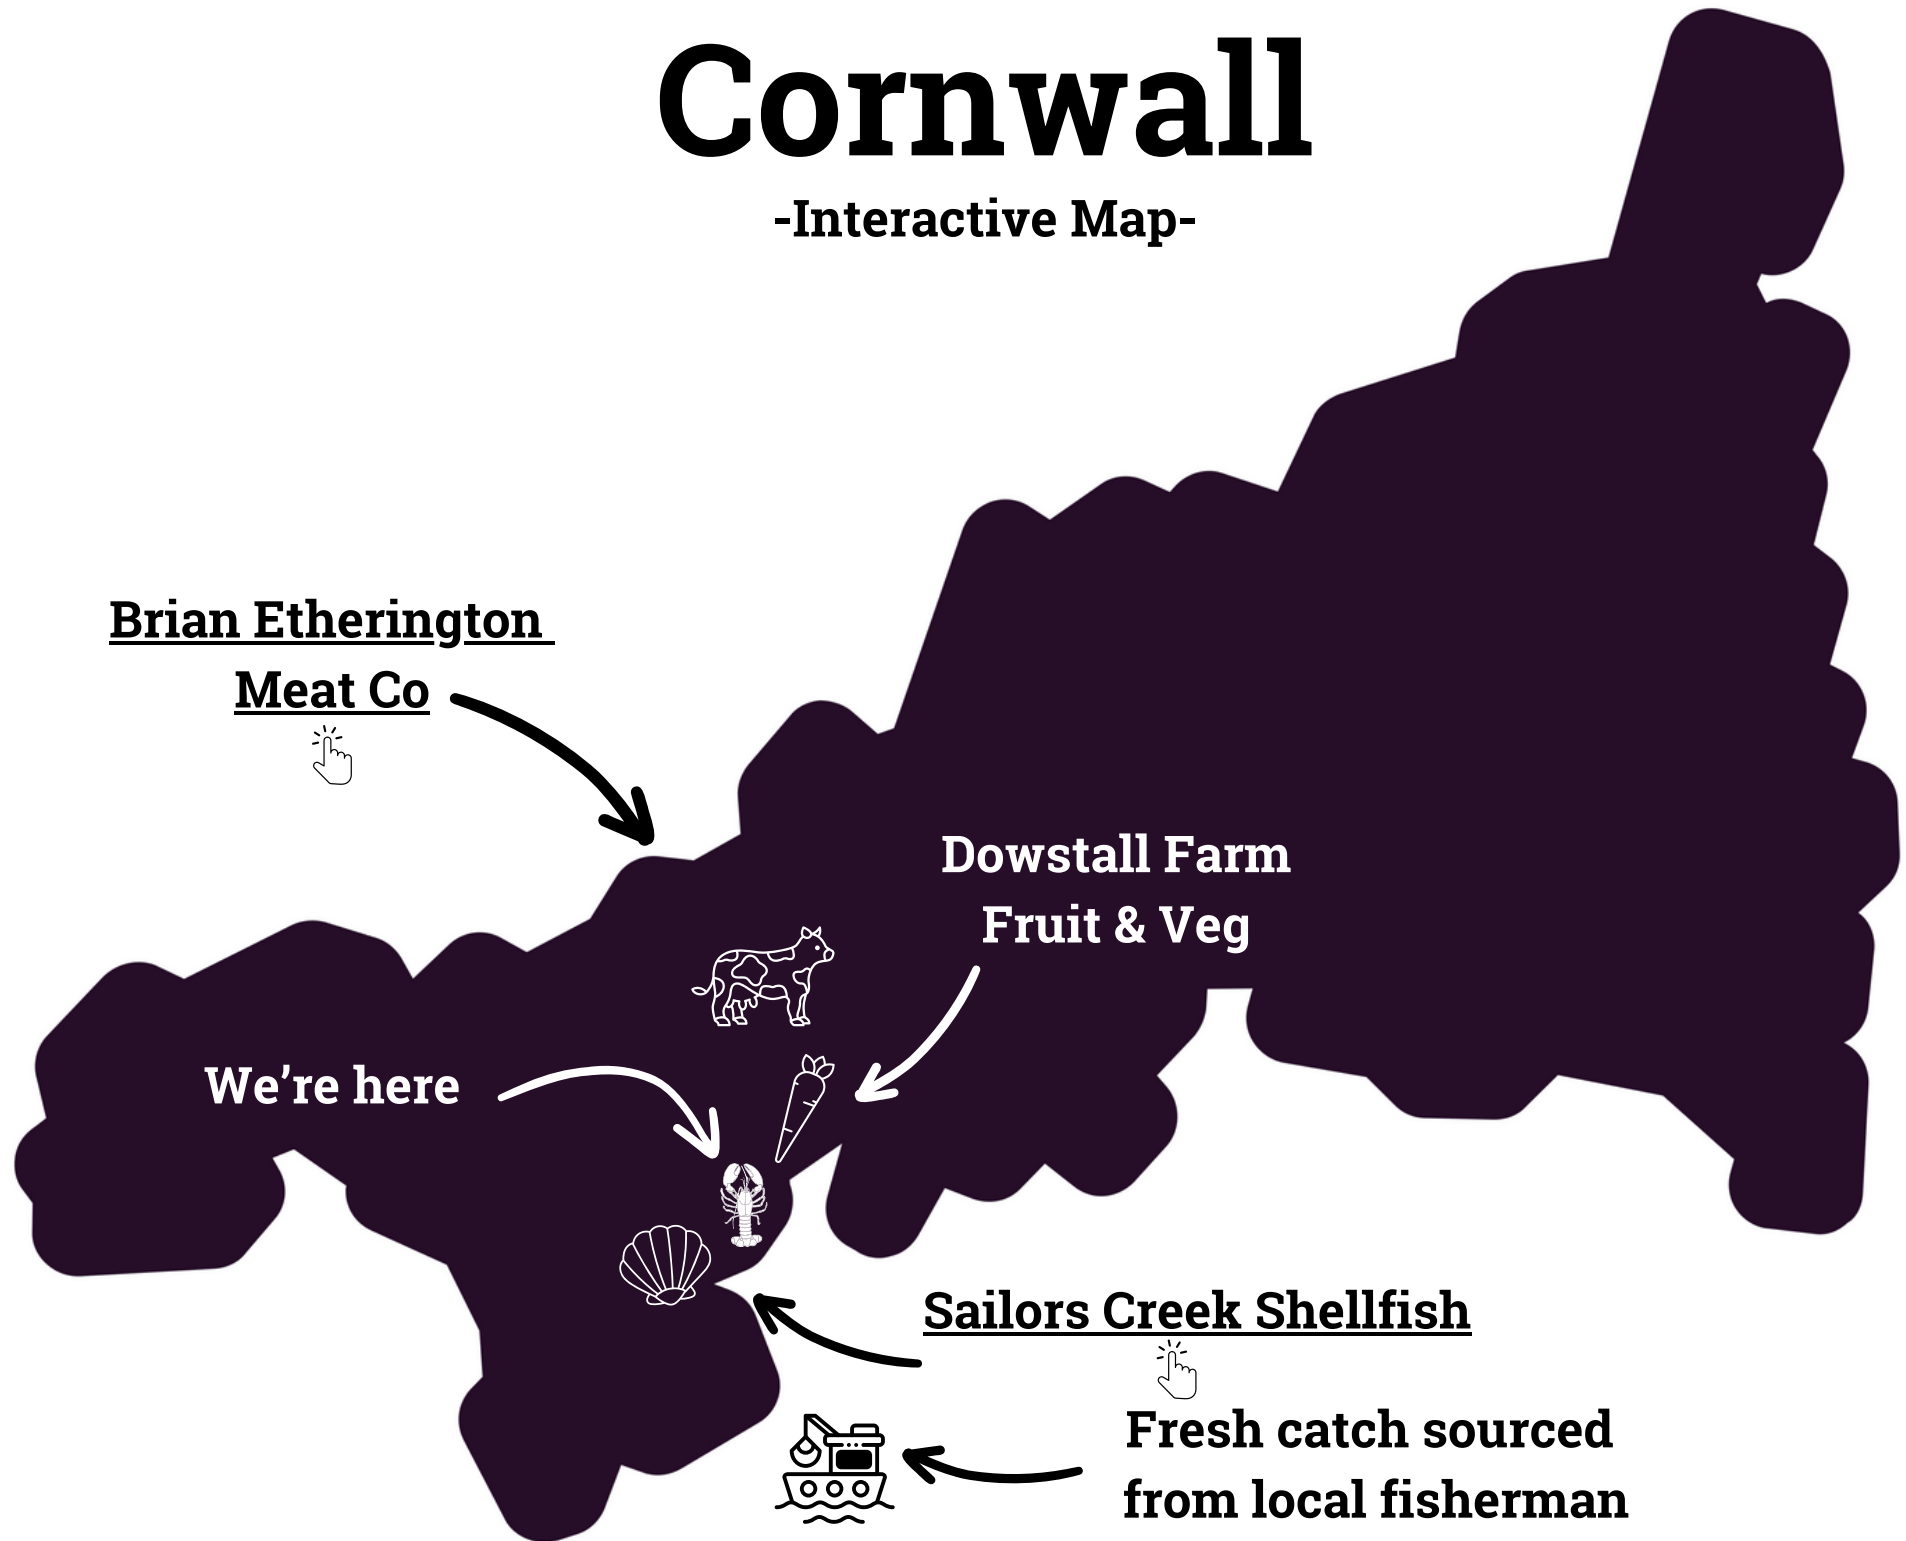 Cornwall
-Interactive Map-
Brian Etherington
Meat Co
Dowstall Farm
Fruit & Veg
We’re here
Sailors Creek Shellfish
Fresh catch sourced
from local fisherman